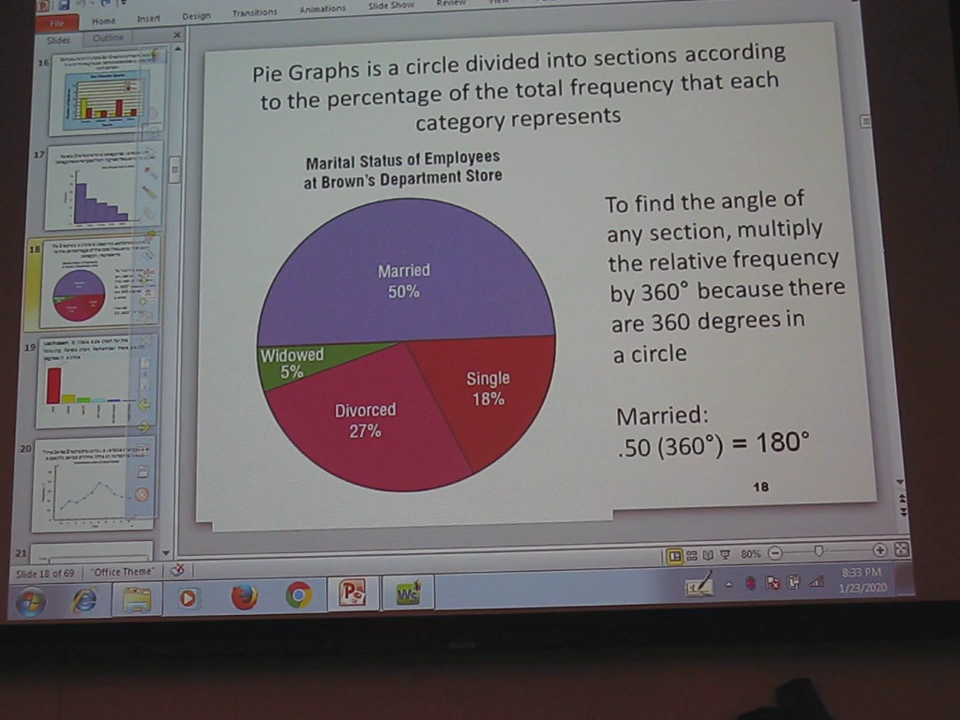 File
Home
Insert
Design
Transitions
Animations
Slide Show
Review
View
Slides
Outline
16
17
18
19
20
21
Pie Graphs is a circle divided into sections according
to the percentage of the total frequency that each
category represents
Marital Status of Employees
at Brown's Department Store
Married
50%
Widowed
5%
Divorced
27%
Single
18%
To find the angle of
any section, multiply
the relative frequency
by 360° because there
are 360 degrees in
a circle
Married:
.50 (360°) = 180°
18
Slide 18 of 69
"Office Theme"
80%
8:33 PM
1/23/2020